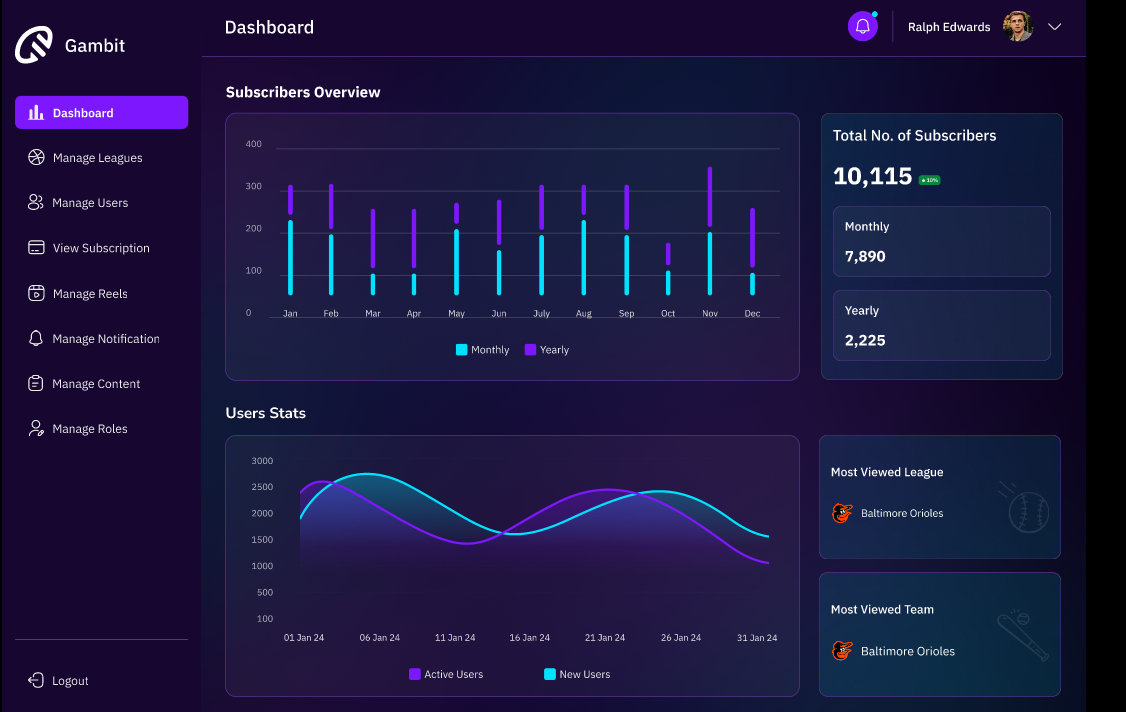 Gambit
Dashboard
Manage Leagues
Manage Users
View Subscription
Manage Reels
Manage Notification
Manage Content
Manage Roles
Logout
Dashboard
Ralph Edwards
Subscribers Overview
400
300
200
100
0
Jan Feb Mar Apr May Jun July Aug Sep Oct Nov Dec
Monthly Yearly
Total No. of Subscribers
10,115 10%
Monthly
7,890
Yearly
2,225
Users Stats
3000
2500
2000
1500
1000
500
100
01 Jan 24 06 Jan 24 11 Jan 24 16 Jan 24 21 Jan 24 26 Jan 24 31 Jan 24
Active Users New Users
Most Viewed League
Baltimore Orioles
Most Viewed Team
Baltimore Orioles